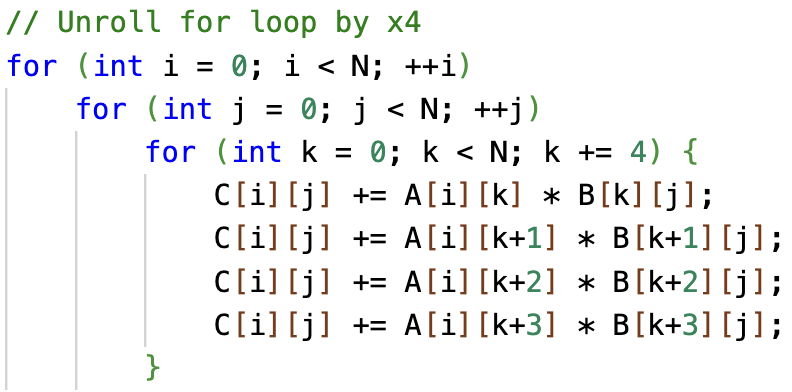 // Unroll for loop by x4
for (int i = 0; i < N; ++i)
    for (int j = 0; j < N; ++j)
        for (int k = 0; k < N; k += 4) {
            C[i][j] += A[i][k] * B[k][j];
            C[i][j] += A[i][k+1] * B[k+1][j];
            C[i][j] += A[i][k+2] * B[k+2][j];
            C[i][j] += A[i][k+3] * B[k+3][j];
        }